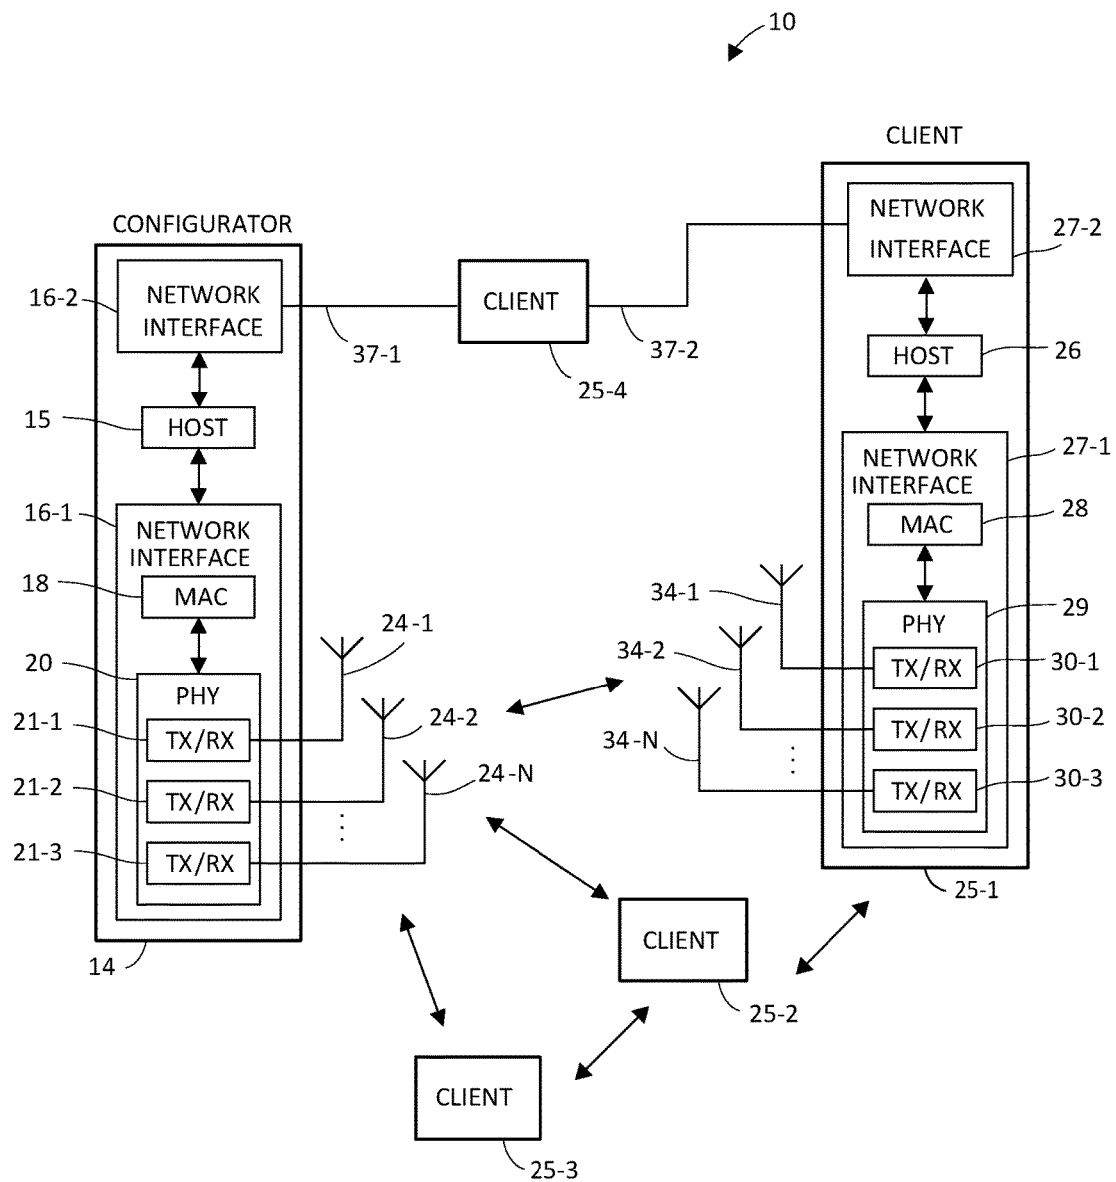 10
CLIENT
NETWORK
INTERFACE
27-2
CONFIGURATOR
16-2
NETWORK
INTERFACE
37-1
CLIENT
25-4
37-2
HOST
26
15
HOST
27-1
NETWORK
INTERFACE
MAC
28
16-1
NETWORK
INTERFACE
18
MAC
24-1
34-1
PHY
29
20
PHY
34-2
TX/RX
30-1
21-1
TX/RX
24-2
34-N
TX/RX
30-2
21-2
TX/RX
24-N
TX/RX
30-3
21-3
TX/RX
25-1
14
CLIENT
25-2
CLIENT
25-3